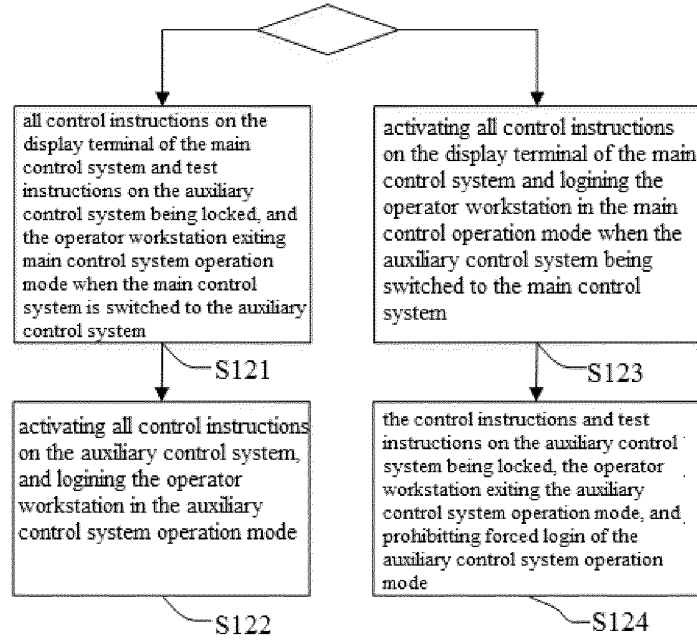 all control instructions on the
display terminal of the main
control system and test
instructions on the auxiliary
control system being locked, and
the operator workstation exiting
main control system operation
mode when the main control
system is switched to the auxiliary
control system
S121
activating all control instructions
on the auxiliary control system,
and logining the operator
workstation in the auxiliary
control system operation mode
S122
activating all control instructions
on the display terminal of the main
control system and logining the
operator workstation in the main
control operation mode when the
auxiliary control system being
switched to the main control
system
S123
the control instructions and test
instructions on the auxiliary control
system being locked, the operator
workstation exiting the auxiliary
control system operation mode, and
prohibitting forced login of the
auxiliary control system operation
mode
S124